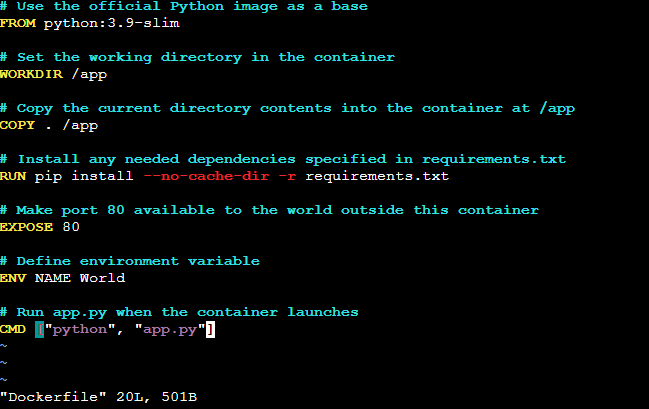 # Use the official Python image as a base
FROM python:3.9-slim
# Set the working directory in the container
WORKDIR /app
# Copy the current directory contents into the container at /app
COPY . /app
# Install any needed dependencies specified in requirements.txt
RUN pip install --no-cache-dir -r requirements.txt
# Make port 80 available to the world outside this container
EXPOSE 80
# Define environment variable
ENV NAME World
# Run app.py when the container launches
CMD ["python", "app.py"]
~
~
~
"Dockerfile" 20L, 501B